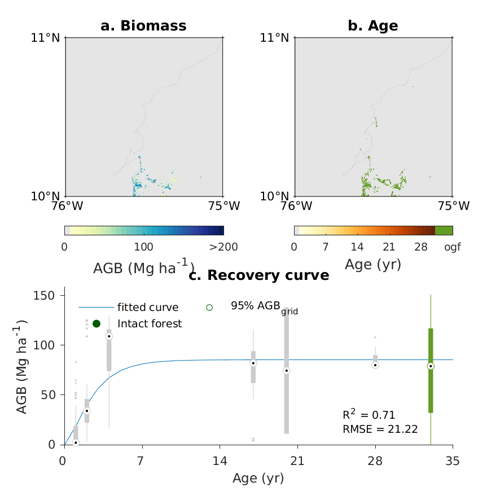 a. Biomass
b. Age
11°N
11°N
10°N
10°N
76°W
75°W
76°W
75°W
0
100
>200
0
7
14
21
28
ogf
AGB (Mg ha⁻¹)
Age (yr)
c. Recovery curve
150
100
50
0
AGB (Mg ha⁻¹)
fitted curve
95% AGB_grid
Intact forest
R² = 0.71
RMSE = 21.22
0
7
14
21
28
35
Age (yr)